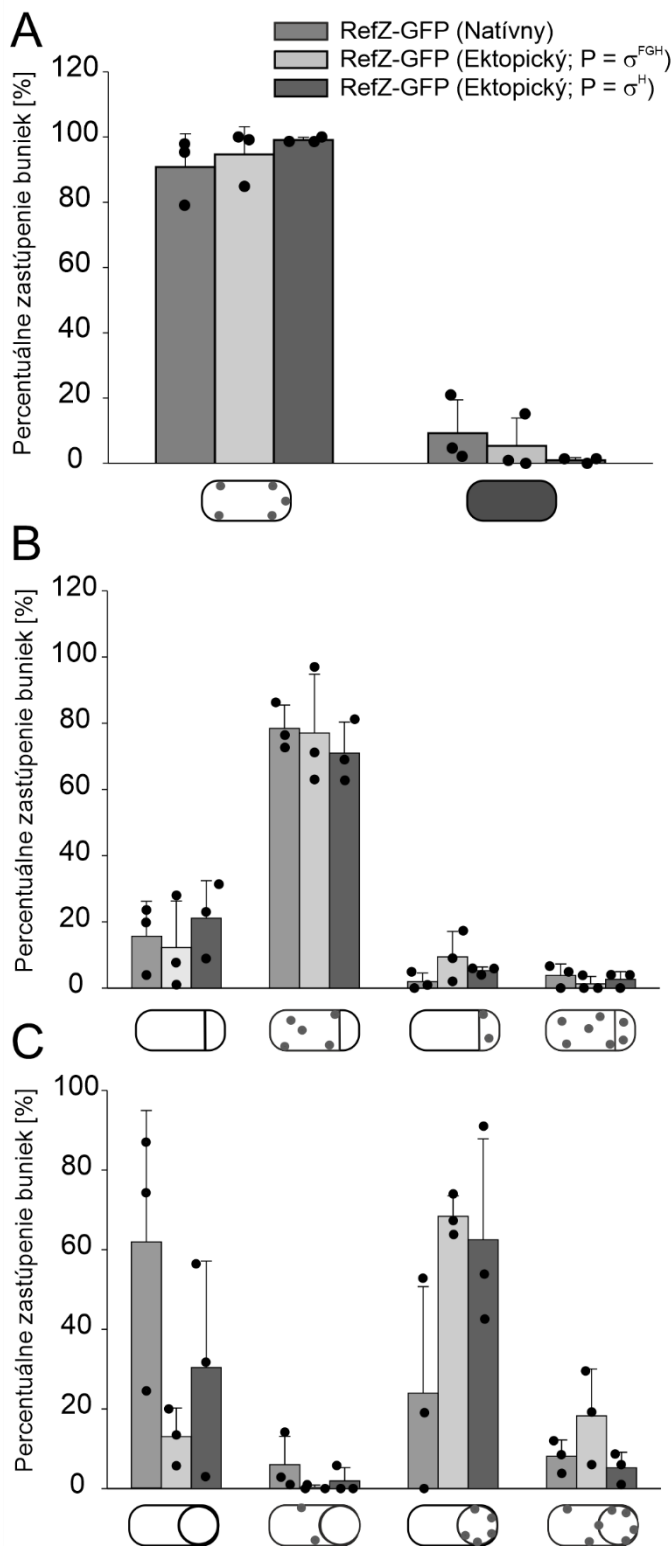 A
RefZ-GFP (Natívny)
RefZ-GFP (Ektopický; P = σ^FGH)
RefZ-GFP (Ektopický; P = σ^H)
Percentuálne zastúpenie buniek [%]
120
100
80
60
40
20
0
B
Percentuálne zastúpenie buniek [%]
120
100
80
60
40
20
0
C
Percentuálne zastúpenie buniek [%]
100
80
60
40
20
0